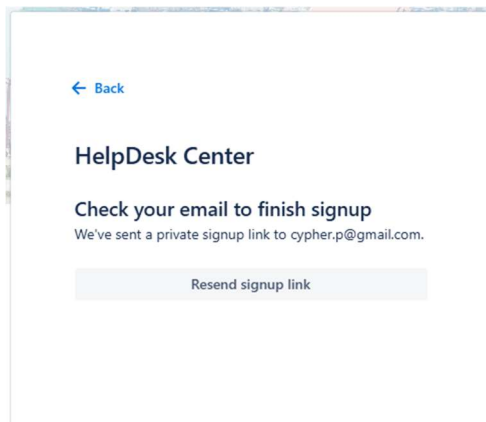 ← Back
HelpDesk Center
Check your email to finish signup
We've sent a private signup link to cypher.p@gmail.com.
Resend signup link